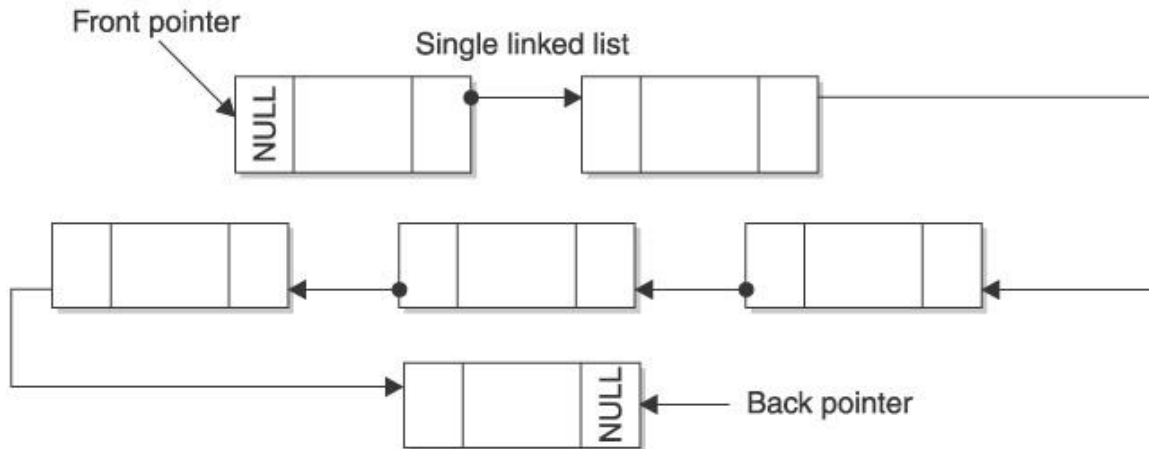 Front pointer
Single linked list
NULL
NULL
Back pointer